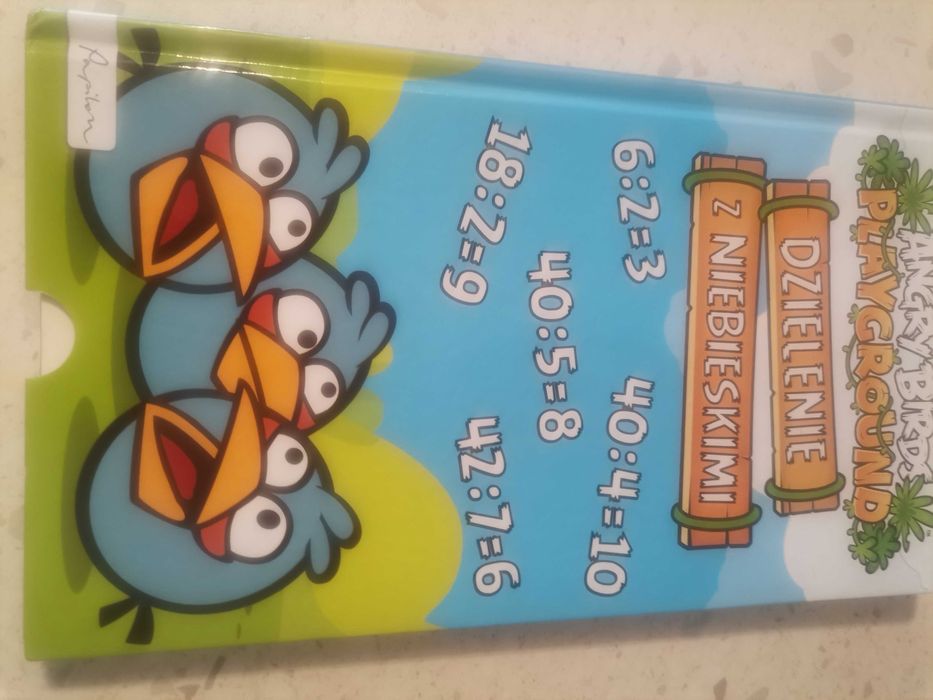 ANGRY BIRDS
PLAYGROUND
DZIELENIE
Z NIEBIESKIMI
6:2=3
40:4=10
40:5=8
18:2=9
42:7=6
Papilon